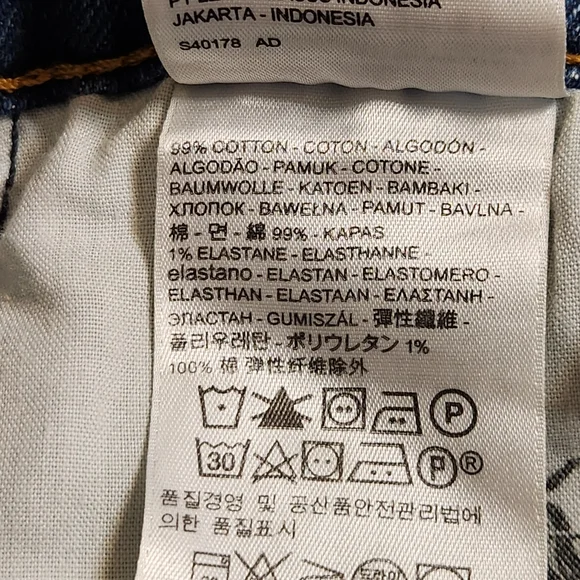 INDONESIA
JAKARTA - INDONESIA
S40178 AD
99% COTTON - COTON - ALGODÓN -
ALGODÃO - PAMUK - COTONE -
BAUMWOLLE - KATOEN - BAMBAKI -
ХЛОПОК - BAWEŁNA - PAMUT - BAVLNA -
棉 - 면 - 綿 99% - KAPAS
1% ELASTANE - ELASTHANNE -
elastano - ELASTAN - ELASTOMERO -
ELASTHAN - ELASTAAN - ΕΛΑΣΤΑΝΗ -
ЭЛАСТАН - GUMISZÁL - 彈性纖維 -
폴리우레탄 - ポリウレタン 1%
100% 棉 弹性纤维除外
P
30 P ®
품질경영 및 공산품안전관리법에
의한 품질표시
드라이